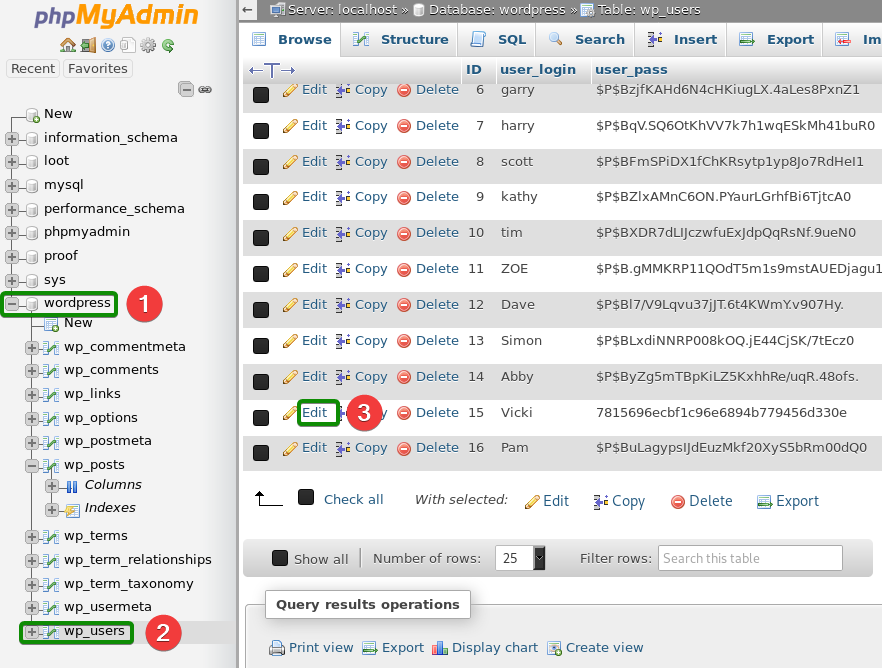 phpMyAdmin
Recent Favorites
New
information_schema
loot
mysql
performance_schema
phpmyadmin
proof
sys
wordpress 1
New
wp_commentmeta
wp_comments
wp_links
wp_options
wp_postmeta
wp_posts
Columns
Indexes
wp_terms
wp_term_relationships
wp_term_taxonomy
wp_usermeta
wp_users 2
Server: localhost » Database: wordpress » Table: wp_users
Browse Structure SQL Search Insert Export Im
ID user_login user_pass
Edit Copy Delete 6 garry $P$BzjfKAHd6N4cHKiugLX.4aLes8PxnZ1
Edit Copy Delete 7 harry $P$BqV.SQ6OtKhVV7k7h1wqESkMh41buR0
Edit Copy Delete 8 scott $P$BFmSPiDX1fChKRsytp1yp8Jo7RdHeI1
Edit Copy Delete 9 kathy $P$BZlxAMnC6ON.PYaurLGrhfBi6TjtcA0
Edit Copy Delete 10 tim $P$BXDR7dLIJczwfuExJdpQqRsNf.9ueN0
Edit Copy Delete 11 ZOE $P$B.gMMKRP11QOdT5m1s9mstAUEDjagu1
Edit Copy Delete 12 Dave $P$Bl7/V9Lqvu37jJT.6t4KWmY.v907Hy.
Edit Copy Delete 13 Simon $P$BLxdiNNRP008kOQ.jE44CjSK/7tEcz0
Edit Copy Delete 14 Abby $P$ByZg5mTBpKiLZ5KxhhRe/uqR.48ofs.
Edit 3 Copy Delete 15 Vicki 7815696ecbf1c96e6894b779456d330e
Edit Copy Delete 16 Pam $P$BuLagypsIJdEuzMkf20XyS5bRm00dQ0
Check all With selected: Edit Copy Delete Export
Show all Number of rows: 25 Filter rows: Search this table
Query results operations
Print view Export Display chart Create view